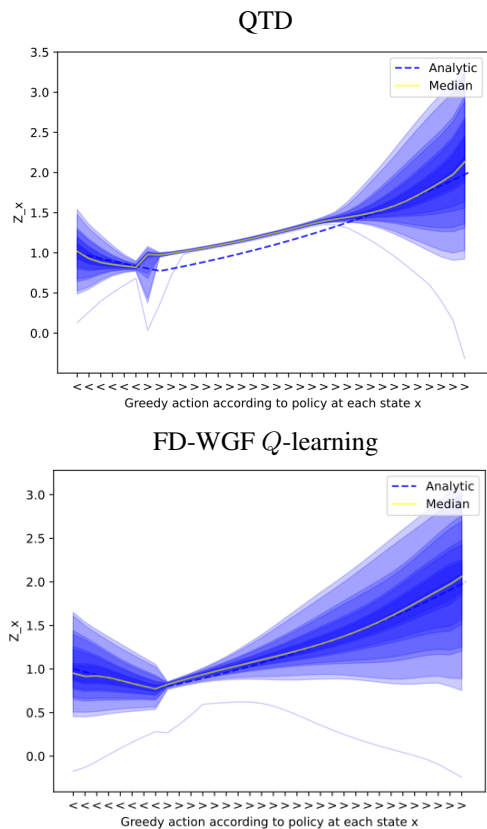 QTD
3.5
3.0
2.5
2.0
1.5
1.0
0.5
0.0
Z_x
Analytic
Median
< < < < < < > > > > > > > > > > > > > > > > > > > > > > > > > > > >
Greedy action according to policy at each state x
FD-WGF Q-learning
3.0
2.5
2.0
1.5
1.0
0.5
0.0
Z_x
Analytic
Median
< < < < < < < > > > > > > > > > > > > > > > > > > > > > > > > > > >
Greedy action according to policy at each state x